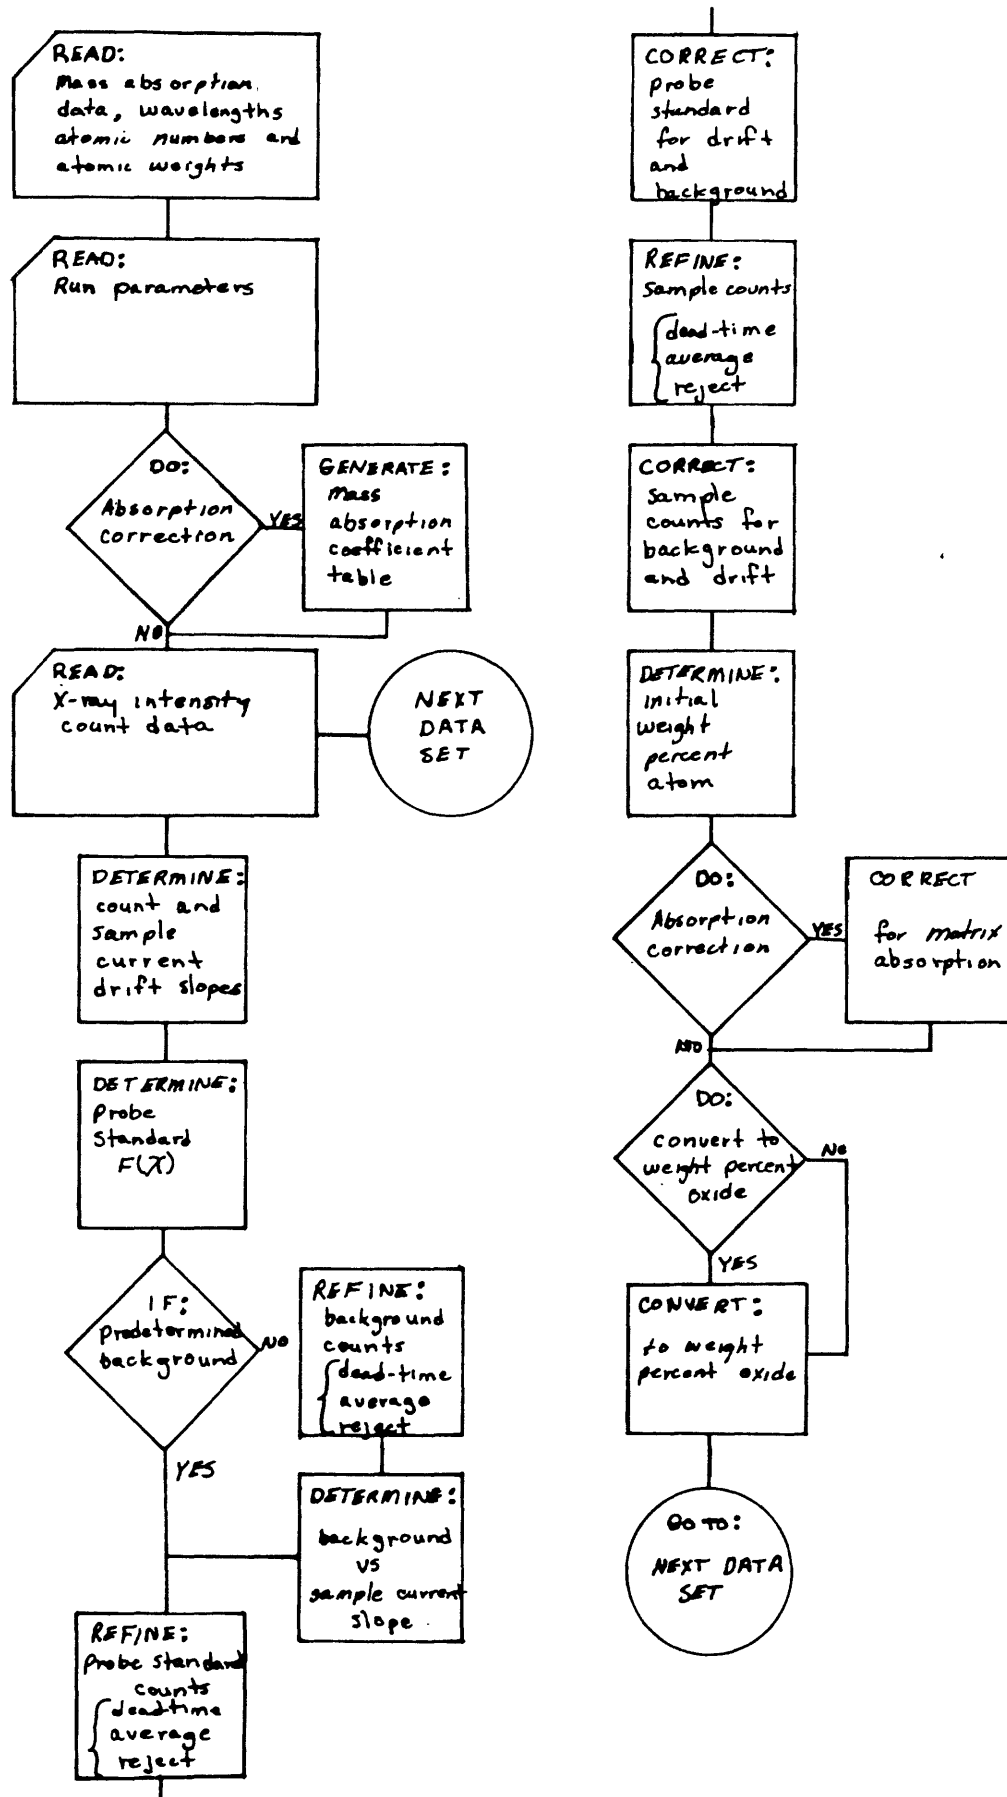 READ:
Mass absorption
data, wavelengths
atomic numbers and
atomic weights
READ:
Run parameters
DO:
Absorption
correction
YES
GENERATE:
Mass
absorption
coefficient
table
NO
READ:
X-ray intensity
count data
NEXT
DATA
SET
DETERMINE:
count and
sample
current
drift slopes
DETERMINE:
Probe
Standard
F(X)
IF:
predetermined
background
NO
REFINE:
background
counts
dead-time
average
reject
YES
DETERMINE:
background
VS
sample current
slope
REFINE:
Probe standard
counts
deadtime
average
reject
CORRECT:
probe
standard
for drift
and
background
REFINE:
Sample counts
dead-time
average
reject
CORRECT:
Sample
counts for
background
and drift
DETERMINE:
initial
weight
percent
atom
DO:
Absorption
correction
YES
CORRECT
for matrix
absorption
NO
DO:
convert to
weight percent
oxide
NO
YES
CONVERT:
to weight
percent oxide
GO TO:
NEXT DATA
SET